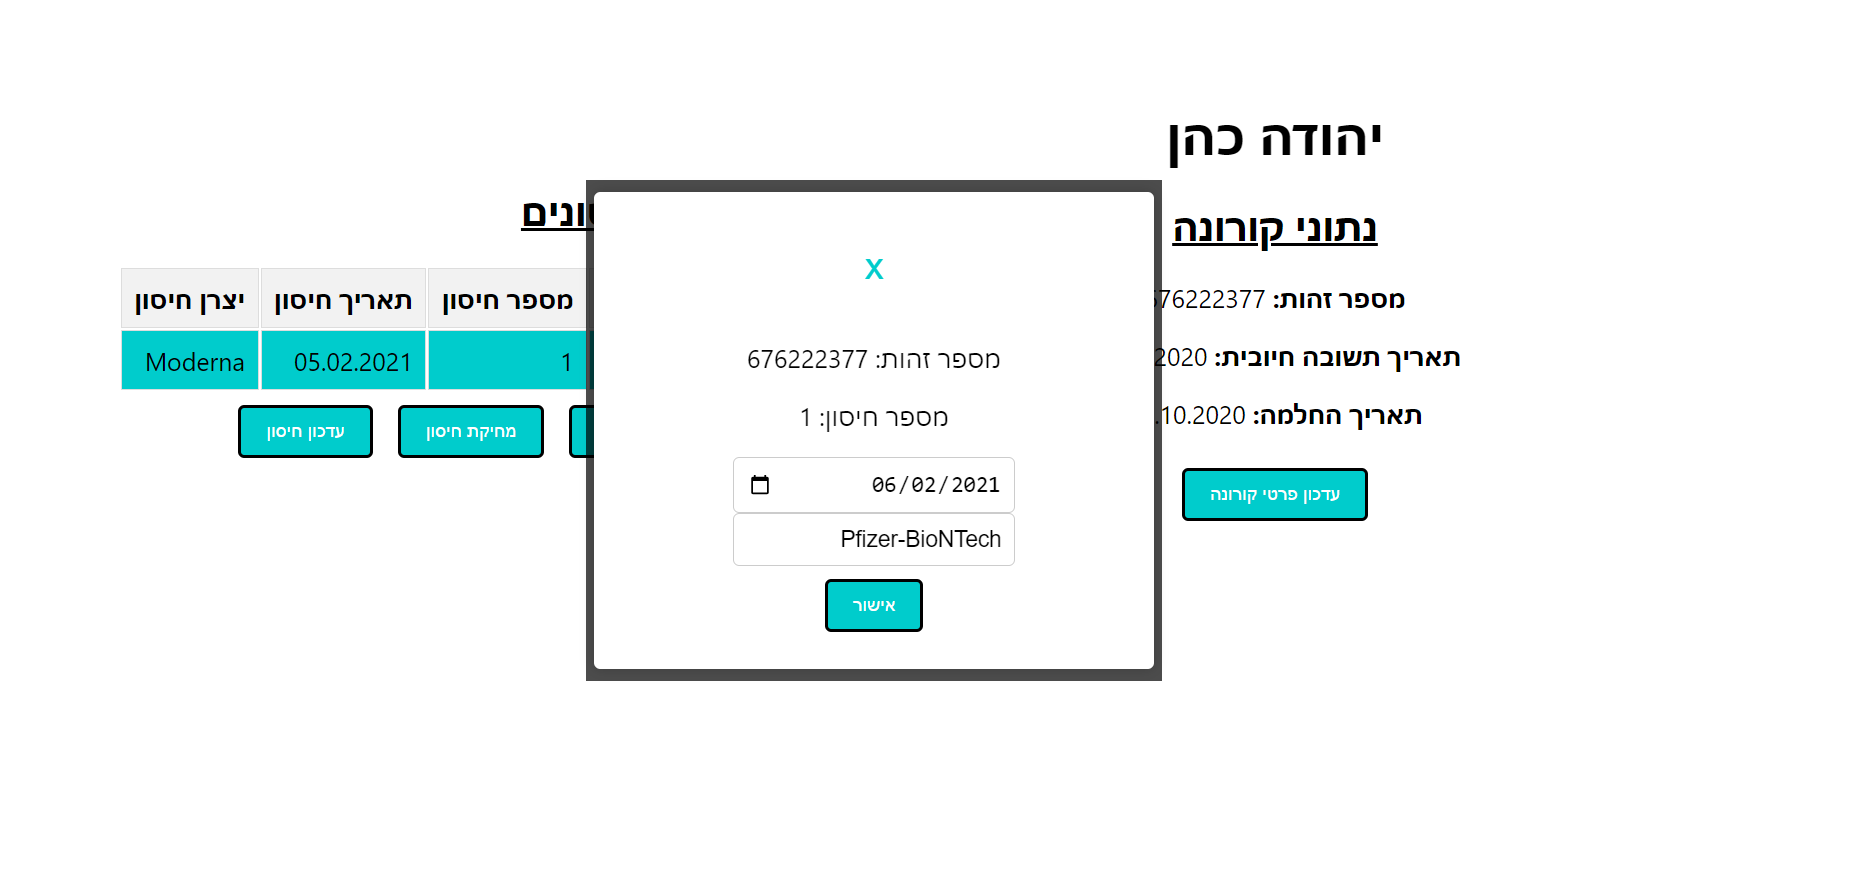 יהודה כהן
נתוני קורונה
מספר זהות: 676222377
תאריך תשובה חיובית: 2020
תאריך החלמה: .10.2020
עדכון פרטי קורונה
X
מספר זהות: 676222377
מספר חיסון: 1
06/02/2021
Pfizer-BioNTech
אישור
מספר חיסון תאריך חיסון יצרן חיסון
1 05.02.2021 Moderna
מחיקת חיסון עדכון חיסון